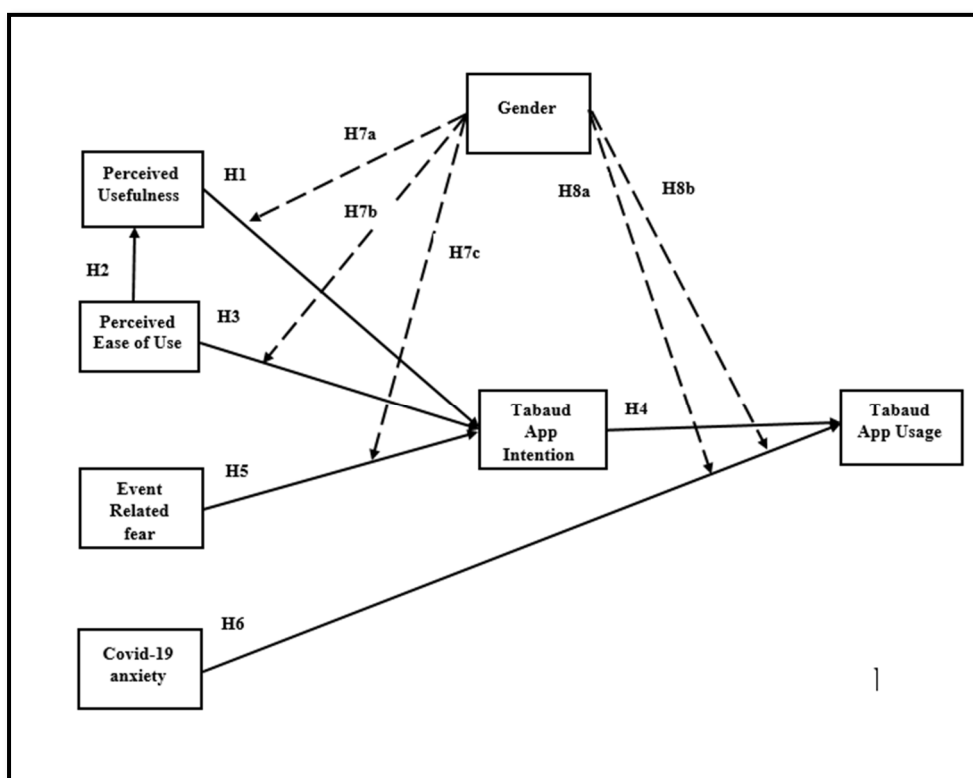 Gender
H7a
H1
Perceived
Usefulness
H8a
H8b
H7b
H7c
H2
Perceived
Ease of Use
H3
Tabaud
App
Intention
H4
Tabaud
App Usage
H5
Event
Related
fear
H6
Covid-19
anxiety